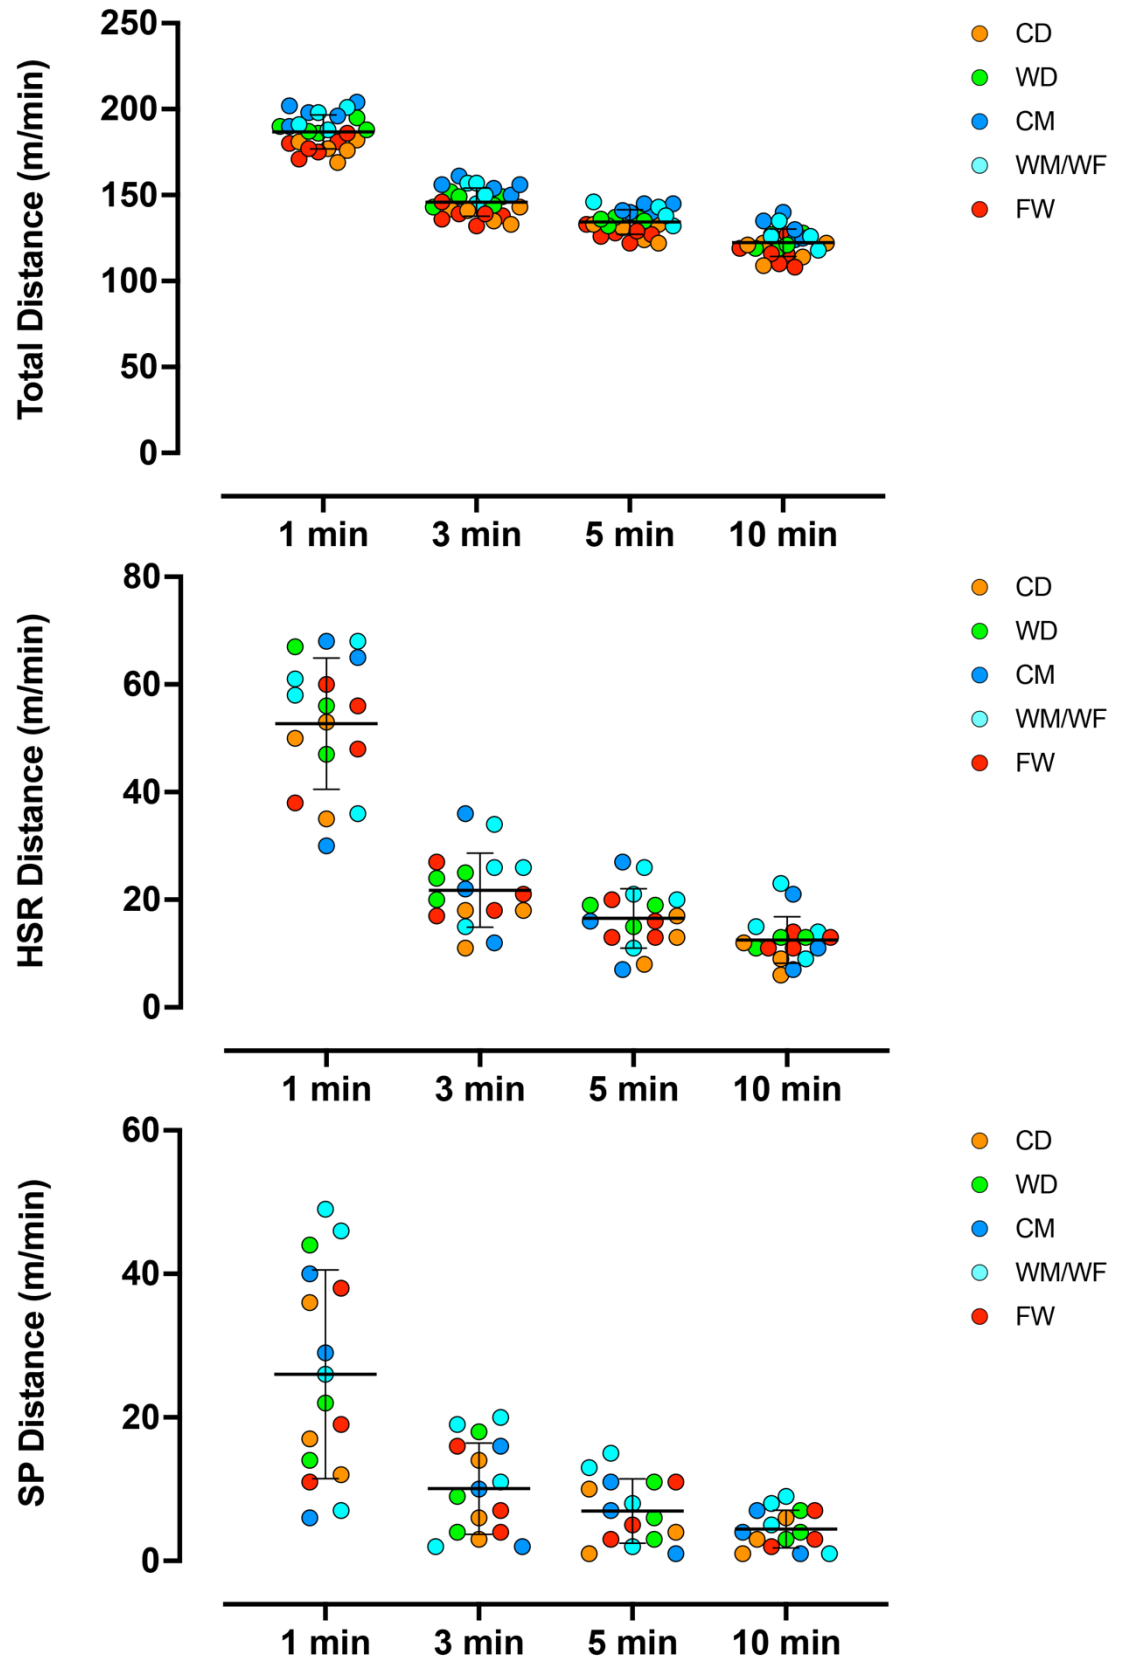 Total Distance (m/min)
250
200
150
100
50
0
1 min 3 min 5 min 10 min
CD
WD
CM
WM/WF
FW
HSR Distance (m/min)
80
60
40
20
0
1 min 3 min 5 min 10 min
CD
WD
CM
WM/WF
FW
SP Distance (m/min)
60
40
20
0
1 min 3 min 5 min 10 min
CD
WD
CM
WM/WF
FW